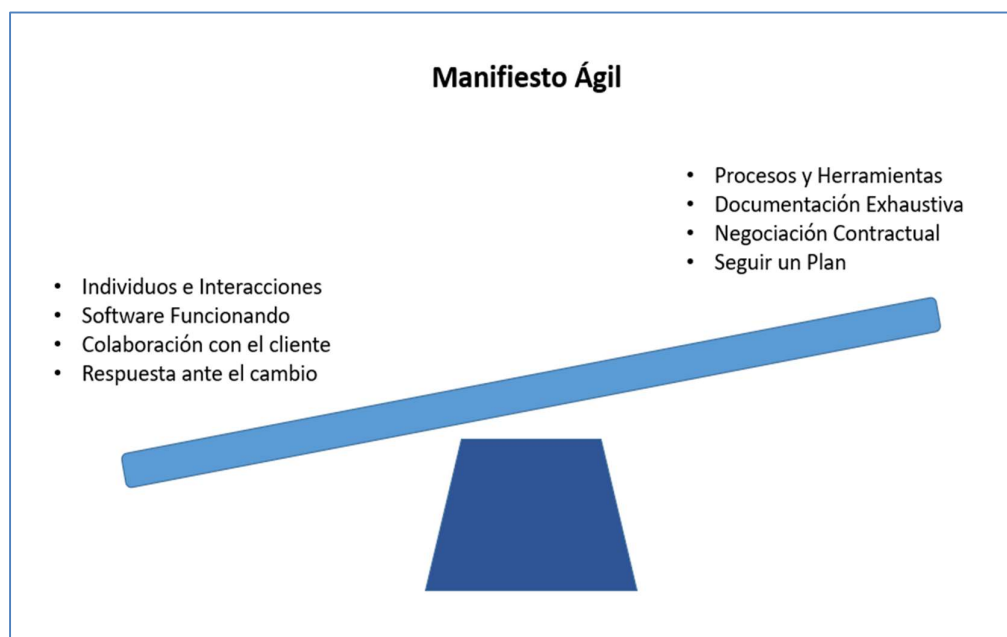 Manifiesto Ágil
• Procesos y Herramientas
• Documentación Exhaustiva
• Negociación Contractual
• Seguir un Plan
• Individuos e Interacciones
• Software Funcionando
• Colaboración con el cliente
• Respuesta ante el cambio